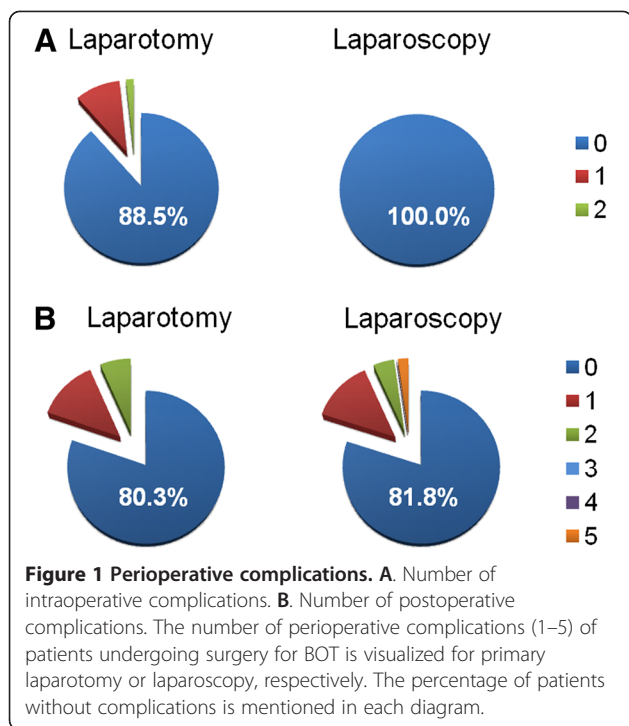 A Laparotomy Laparoscopy
88.5%
100.0%
0
1
2
B Laparotomy Laparoscopy
80.3%
81.8%
0
1
2
3
4
5
Figure 1 Perioperative complications. A. Number of
intraoperative complications. B. Number of postoperative
complications. The number of perioperative complications (1–5) of
patients undergoing surgery for BOT is visualized for primary
laparotomy or laparoscopy, respectively. The percentage of patients
without complications is mentioned in each diagram.